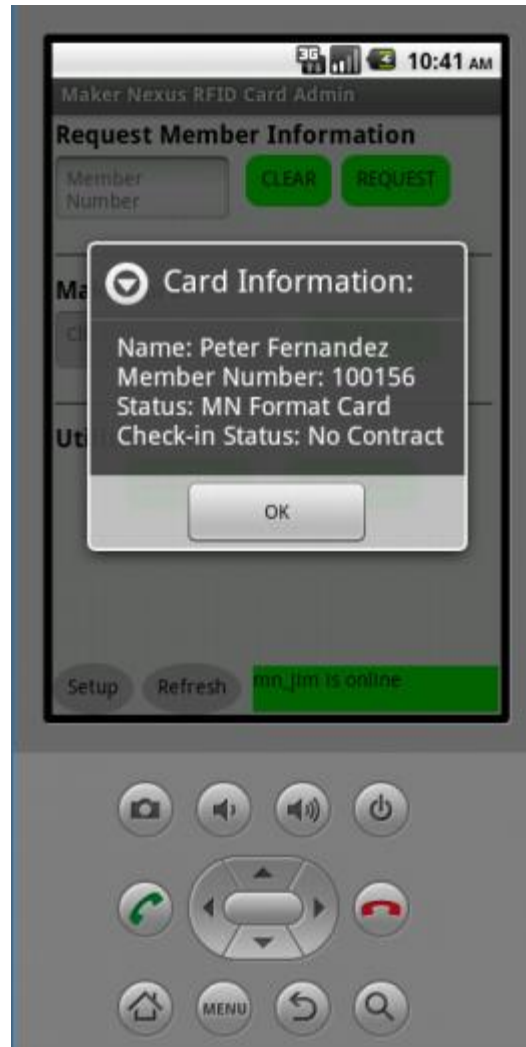 3G
10:41 AM
Maker Nexus RFID Card Admin
Request Member Information
Member
Number
CLEAR
REQUEST
Card Information:
Name: Peter Fernandez
Member Number: 100156
Status: MN Format Card
Check-in Status: No Contract
OK
Setup
Refresh
mn_jim is online
MENU